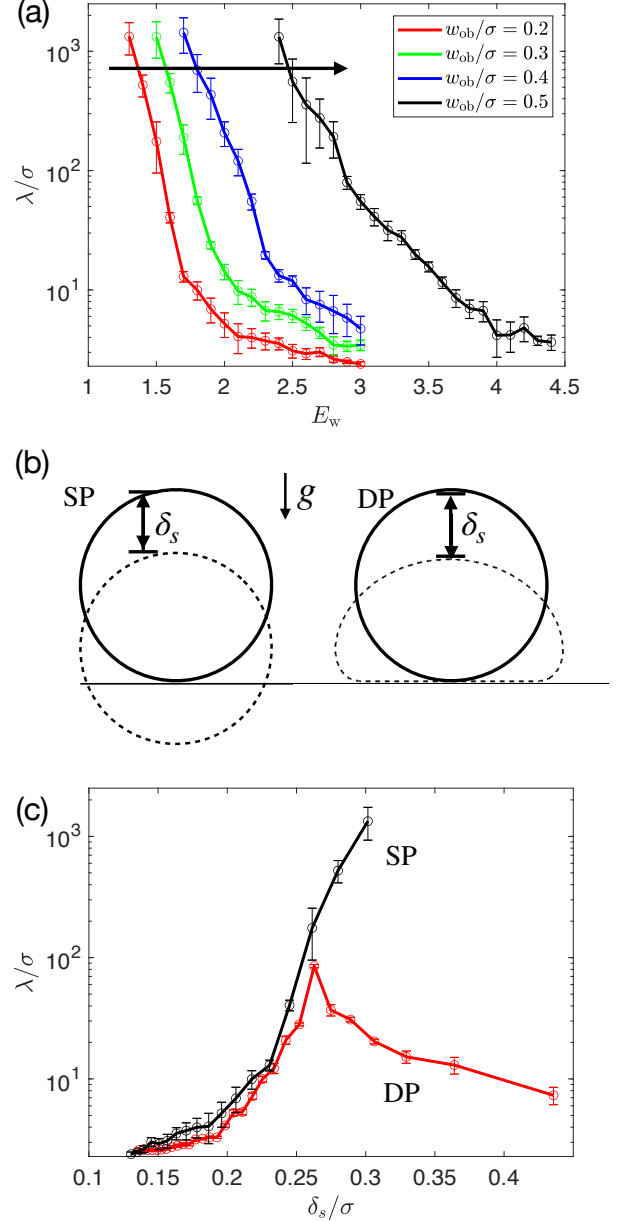 (a)
10³
10²
10¹
λ/σ
w_ob/σ = 0.2
w_ob/σ = 0.3
w_ob/σ = 0.4
w_ob/σ = 0.5
1 1.5 2 2.5 3 3.5 4 4.5
E_w
(b)
SP δ_s g DP δ_s
(c)
10³
10²
10¹
λ/σ
SP
DP
0.1 0.15 0.2 0.25 0.3 0.35 0.4
δ_s/σ